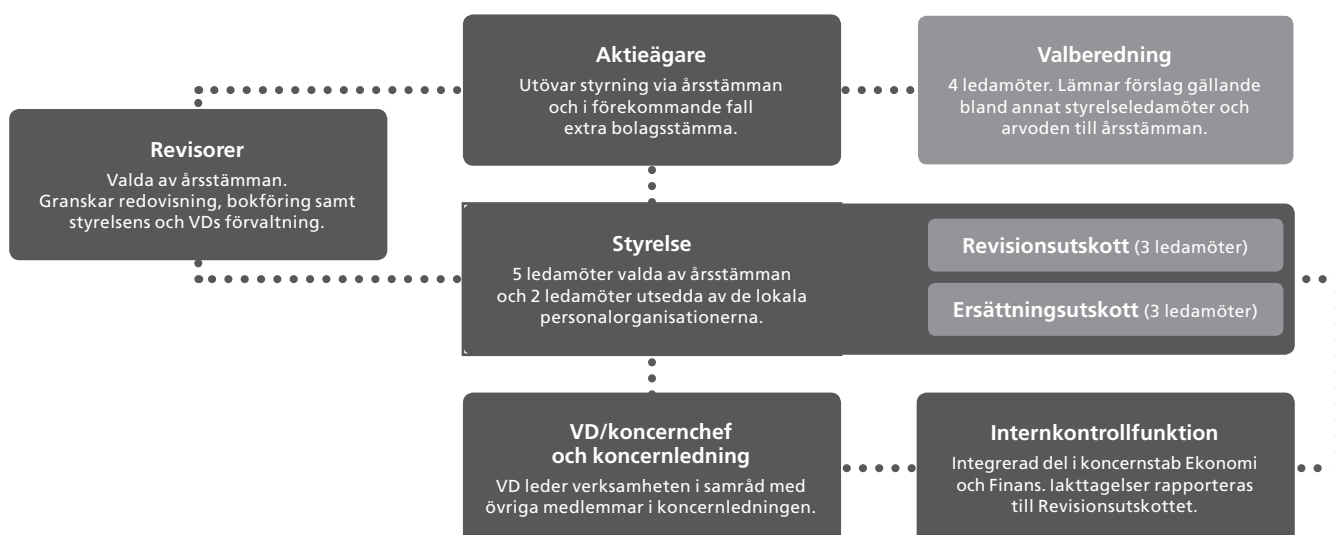 Aktieägare
Utövar styrning via årsstämman
och i förekommande fall
extra bolagsstämma.
Valberedning
4 ledamöter. Lämnar förslag gällande
bland annat styrelseledamöter och
arvoden till årsstämman.
Revisorer
Valda av årsstämman.
Granskar redovisning, bokföring samt
styrelsens och VDs förvaltning.
Styrelse
5 ledamöter valda av årsstämman
och 2 ledamöter utsedda av de lokala
personalorganisationerna.
Revisionsutskott (3 ledamöter)
Ersättningsutskott (3 ledamöter)
VD/koncernchef
och koncernledning
VD leder verksamheten i samråd med
övriga medlemmar i koncernledningen.
Internkontrollfunktion
Integrerad del i koncernstab Ekonomi
och Finans. Iakttagelser rapporteras
till Revisionsutskottet.